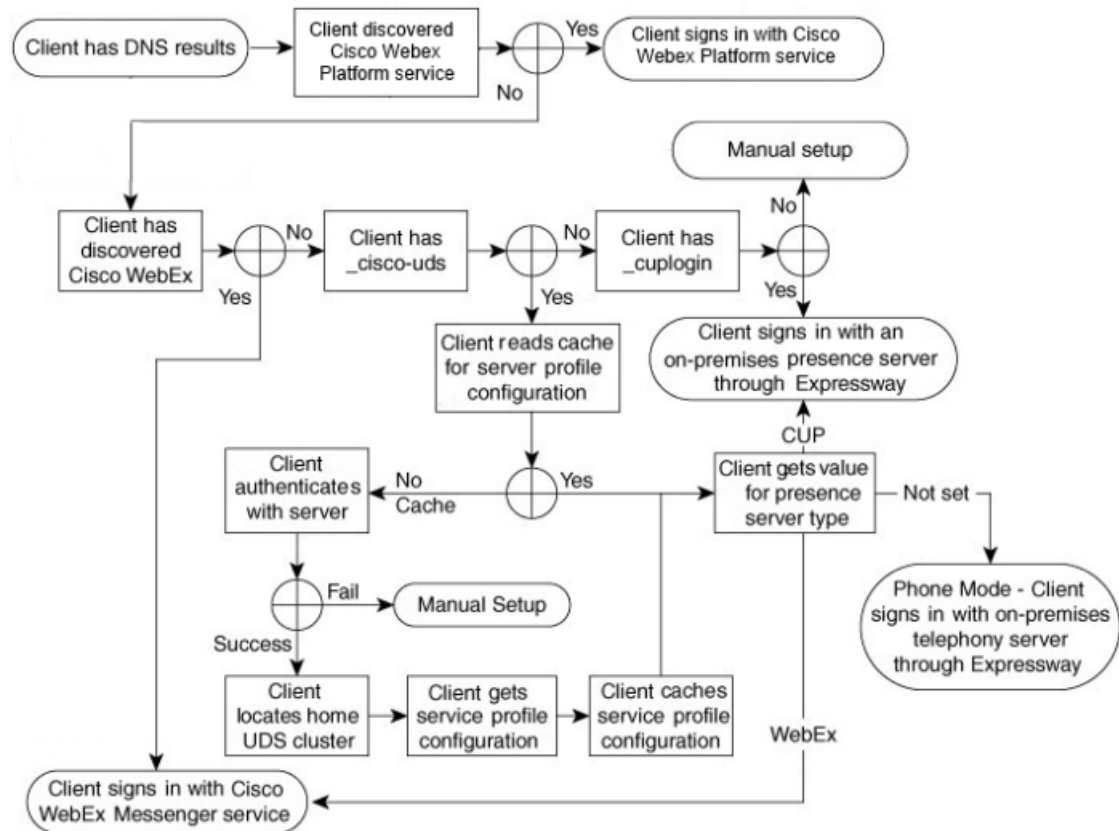 Client has DNS results
Client discovered
Cisco Webex
Platform service
Yes
Client signs in with Cisco
Webex Platform service
No
Manual setup
No
Client has
discovered
Cisco WebEx
No
Client has
_cisco-uds
No
Client has
_cuplogin
Yes
Yes
Yes
Client reads cache
for server profile
configuration
Client signs in with an
on-premises presence server
through Expressway
CUP
Client
authenticates
with server
No
Cache
Yes
Client gets value
for presence
server type
Not set
Fail
Manual Setup
Success
Phone Mode - Client
signs in with on-premises
telephony server
through Expressway
Client
locates home
UDS cluster
Client gets
service profile
configuration
Client caches
service profile
configuration
WebEx
Client signs in with Cisco
WebEx Messenger service